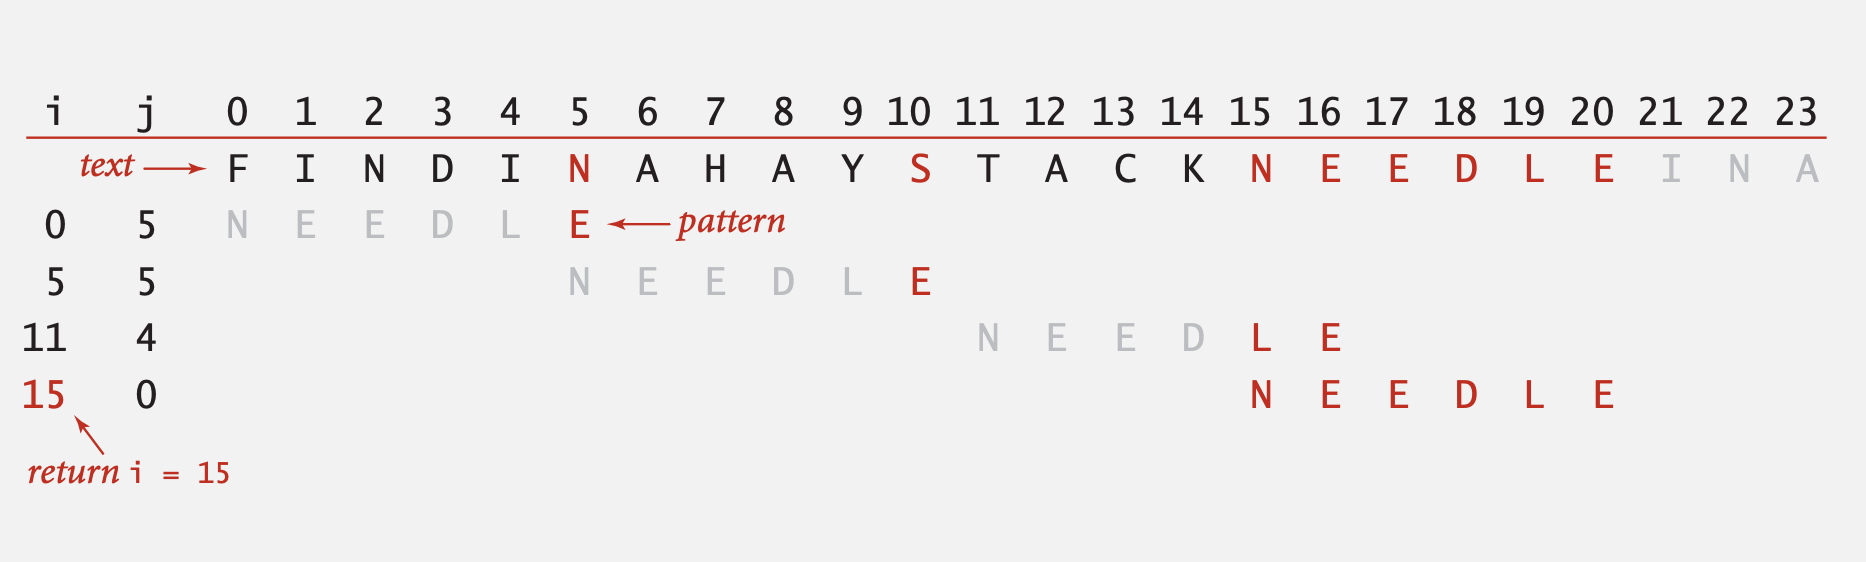 i j 0 1 2 3 4 5 6 7 8 9 10 11 12 13 14 15 16 17 18 19 20 21 22 23
text F I N D I N A H A Y S T A C K N E E D L E I N A
0 5 N E E D L E pattern
5 5 N E E D L E
11 4 N E E D L E
15 0 N E E D L E
return i = 15